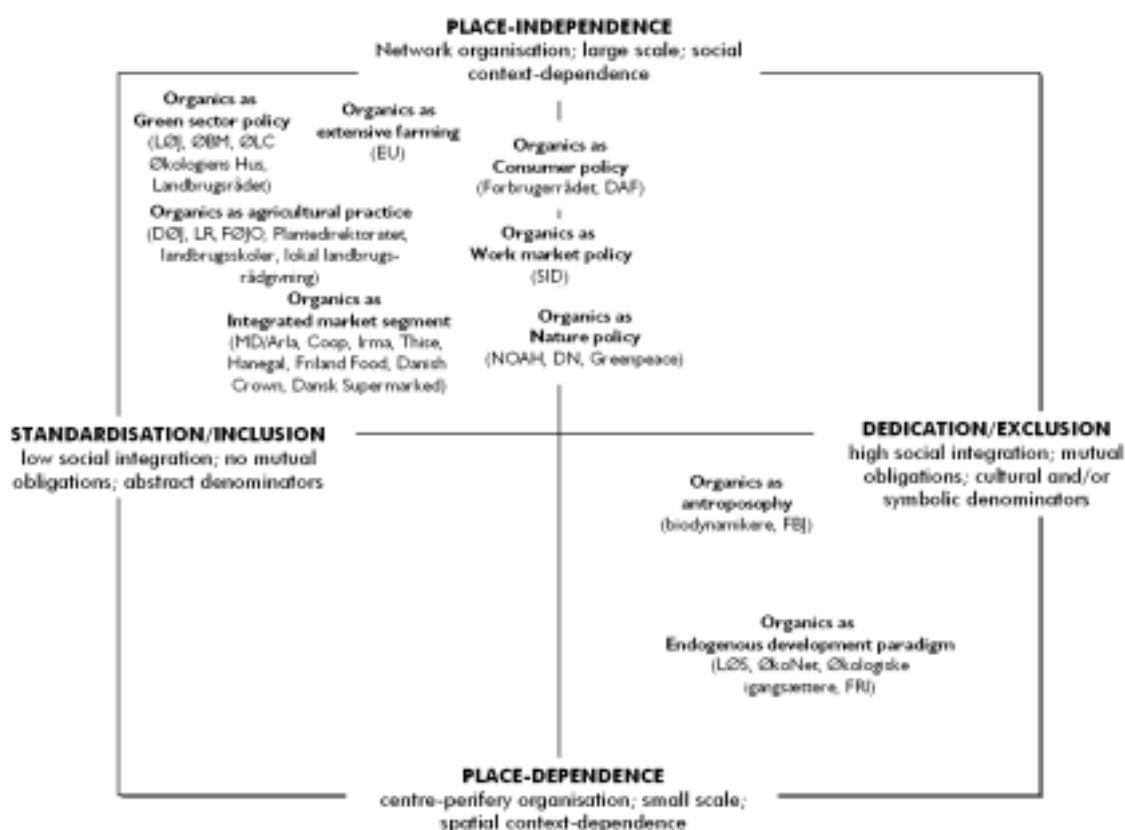 PLACE-INDEPENDENCE
Network organisation; large scale; social
context-dependence
Organics as
Green sector policy
(LØJ, ØBM, ØLC
Økologiens Hus,
Landbrugsrådet)
Organics as
extensive farming
(EU)
Organics as
Consumer policy
(Forbrugerrådet, DAF)
Organics as agricultural practice
(DØJ, LR, FØJO, Plantedirektoratet,
landbrugsskoler, lokal landbrugs-
rådgivning)
Organics as
Work market policy
(SID)
Organics as
Integrated market segment
(MD/Arla, Coop, Irma, Thise,
Hanegal, Friland Food, Danish
Crown, Dansk Supermarked)
Organics as
Nature policy
(NOAH, DN, Greenpeace)
STANDARDISATION/INCLUSION
low social integration; no mutual
obligations; abstract denominators
DEDICATION/EXCLUSION
high social integration; mutual
obligations; cultural and/or
symbolic denominators
Organics as
antroposophy
(biodynamikere, FBJ)
Organics as
Endogenous development paradigm
(LØS, ØkoNet, Økologiske
igangsættere, FRJ)
PLACE-DEPENDENCE
centre-perifery organisation; small scale;
spatial context-dependence